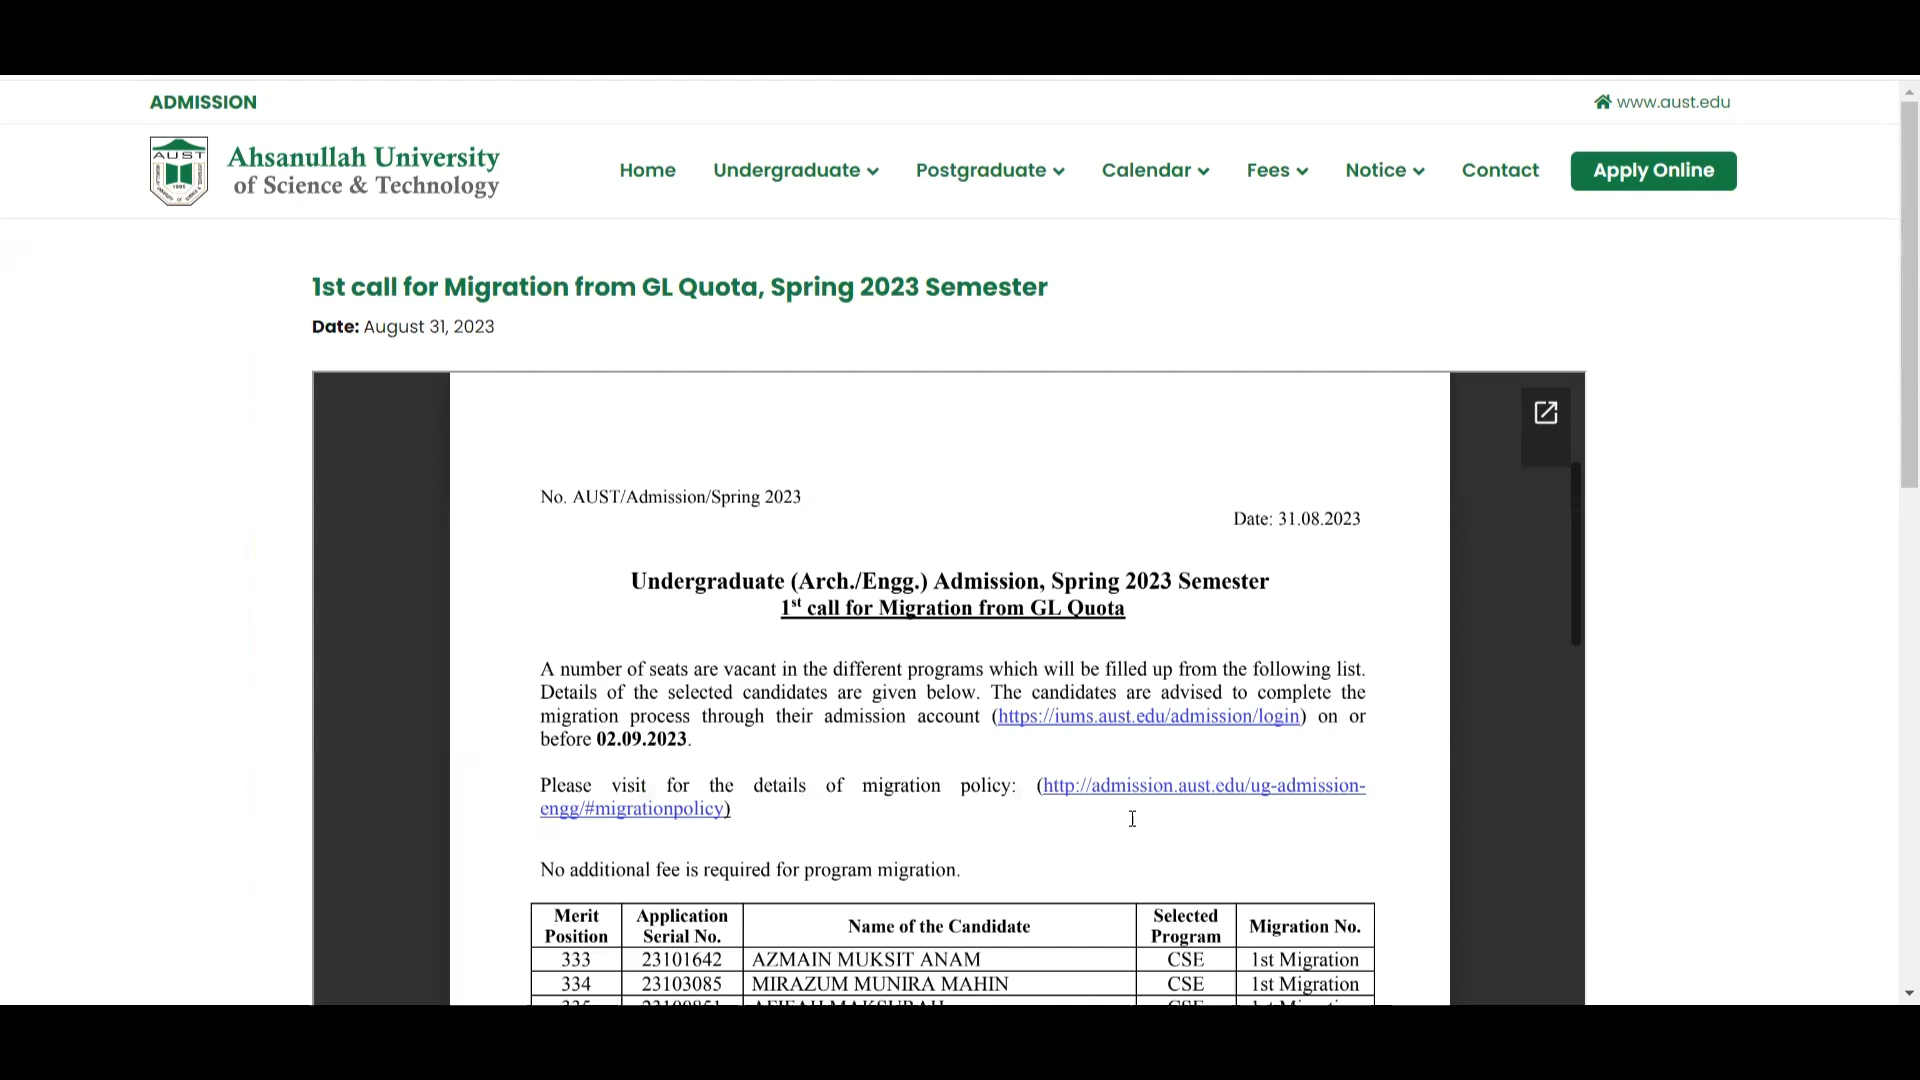 ADMISSION
www.aust.edu
AUST
1995
Ahsanullah University
of Science & Technology
Home
Undergraduate
Postgraduate
Calendar
Fees
Notice
Contact
Apply Online
1st call for Migration from GL Quota, Spring 2023 Semester
Date: August 31, 2023
No. AUST/Admission/Spring 2023
Date: 31.08.2023
Undergraduate (Arch./Engg.) Admission, Spring 2023 Semester
1st call for Migration from GL Quota
A number of seats are vacant in the different programs which will be filled up from the following list.
Details of the selected candidates are given below. The candidates are advised to complete the
migration process through their admission account (https://iums.aust.edu/admission/login) on or
before 02.09.2023.
Please visit for the details of migration policy: (http://admission.aust.edu/ug-admission-
engg/#migrationpolicy)
No additional fee is required for program migration.
Merit Position Application Serial No. Name of the Candidate Selected Program Migration No.
333 23101642 AZMAIN MUKSIT ANAM CSE 1st Migration
334 23103085 MIRAZUM MUNIRA MAHIN CSE 1st Migration